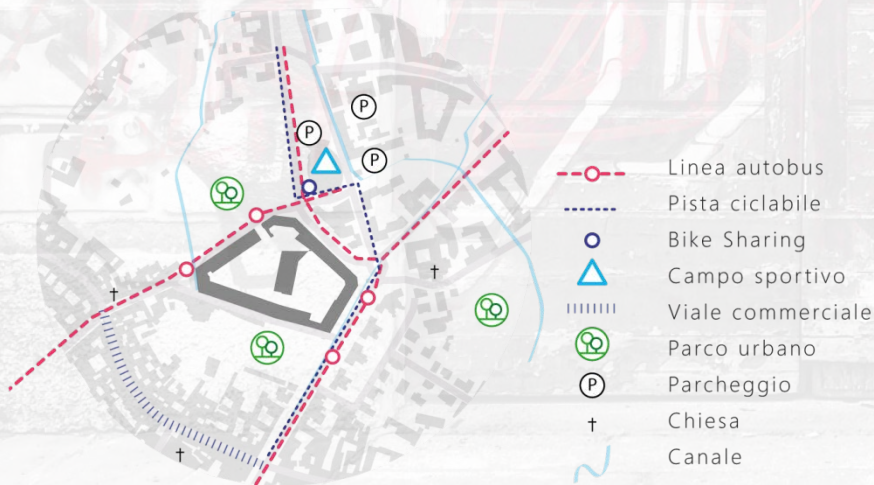 P
P
P
Linea autobus
Pista ciclabile
Bike Sharing
Campo sportivo
Viale commerciale
Parco urbano
P Parcheggio
Chiesa
Canale